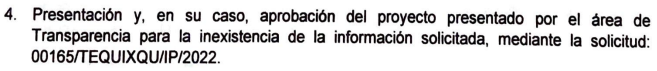 4. Presentación y, en su caso, aprobación del proyecto presentado por el área de
Transparencia para la inexistencia de la información solicitada, mediante la solicitud:
00165/TEQUIXQU/IP/2022.